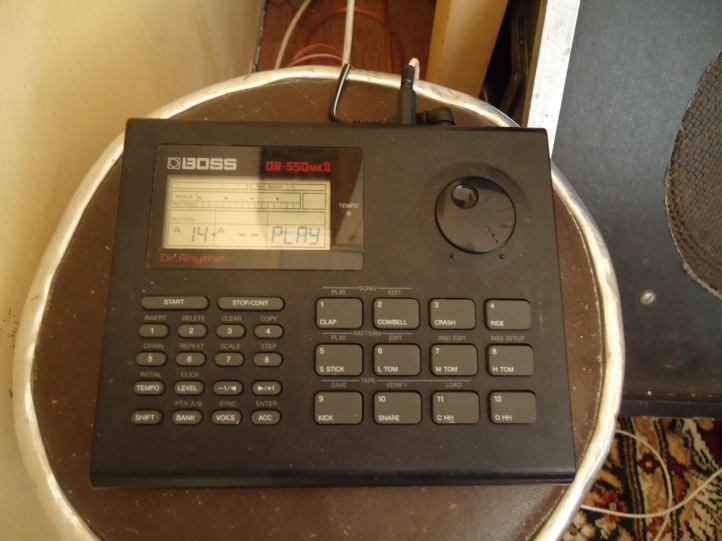 BOSS
DR-550 MK II
TEMPO
PATTERN
A 14 A -- PLAY
Dr. Rhythm
START STOP/CONT
INSERT DELETE CLEAR COPY
1 2 3 4
CHAIN REPEAT SCALE STEP
5 6 7 8
INITIAL CLICK
TEMPO LEVEL -1/◀ ▶/+1
PTN A/B SYNC ENTER
SHIFT BANK VOICE ACC
SONG
PLAY EDIT
1 2 3 4
CLAP COWBELL CRASH RIDE
PATTERN
PLAY EDIT PAD EDIT MIDI SETUP
5 6 7 8
S STICK L TOM M TOM H TOM
TAPE
SAVE VERIFY LOAD
9 10 11 12
KICK SNARE C HH O HH